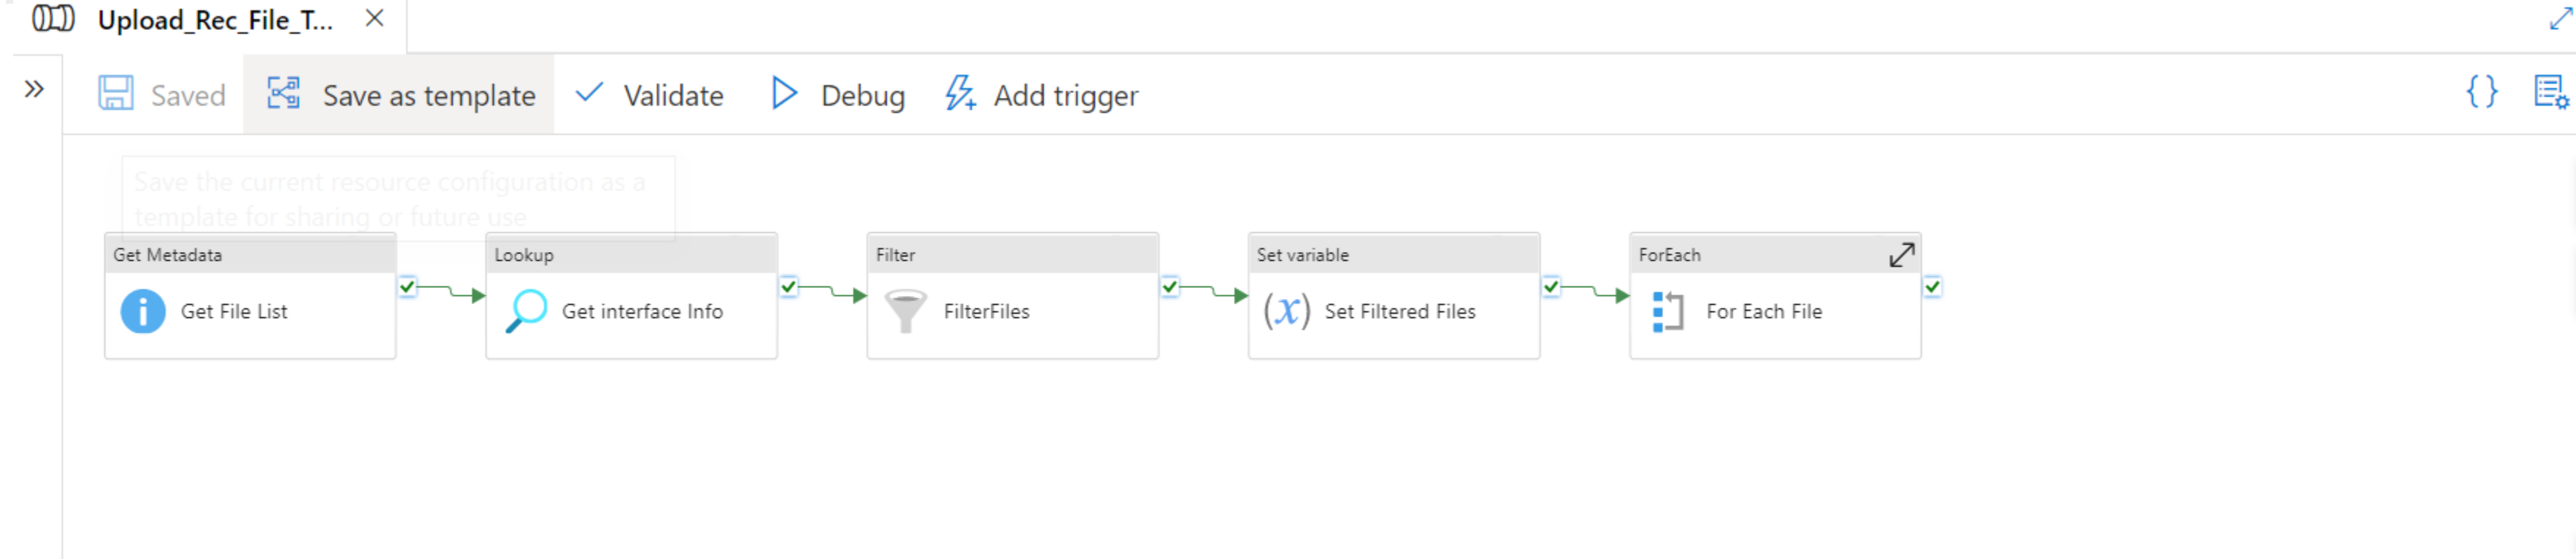 Upload_Rec_File_T...
Saved Save as template Validate Debug Add trigger
Save the current resource configuration as a
template for sharing or future use
Get Metadata
Get File List
Lookup
Get interface Info
Filter
FilterFiles
Set variable
(x) Set Filtered Files
ForEach
For Each File